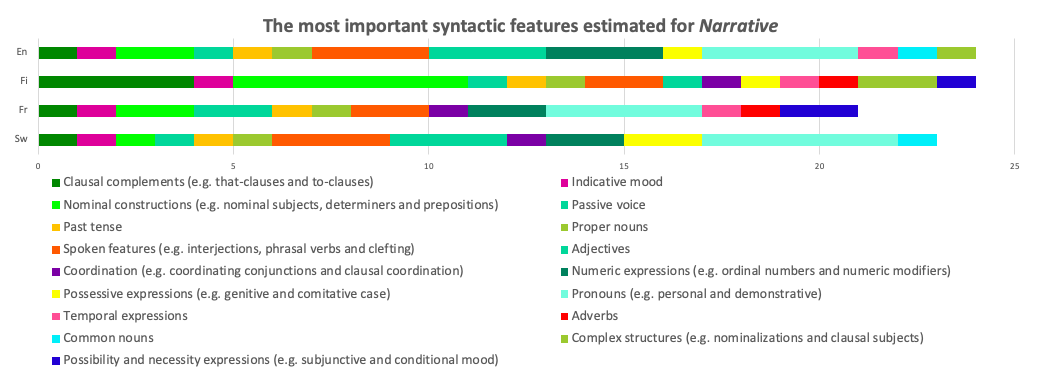 The most important syntactic features estimated for Narrative
En
Fi
Fr
Sw
0 5 10 15 20 25
Clausal complements (e.g. that-clauses and to-clauses)
Indicative mood
Nominal constructions (e.g. nominal subjects, determiners and prepositions)
Passive voice
Past tense
Proper nouns
Spoken features (e.g. interjections, phrasal verbs and clefting)
Adjectives
Coordination (e.g. coordinating conjunctions and clausal coordination)
Numeric expressions (e.g. ordinal numbers and numeric modifiers)
Possessive expressions (e.g. genitive and comitative case)
Pronouns (e.g. personal and demonstrative)
Temporal expressions
Adverbs
Common nouns
Complex structures (e.g. nominalizations and clausal subjects)
Possibility and necessity expressions (e.g. subjunctive and conditional mood)